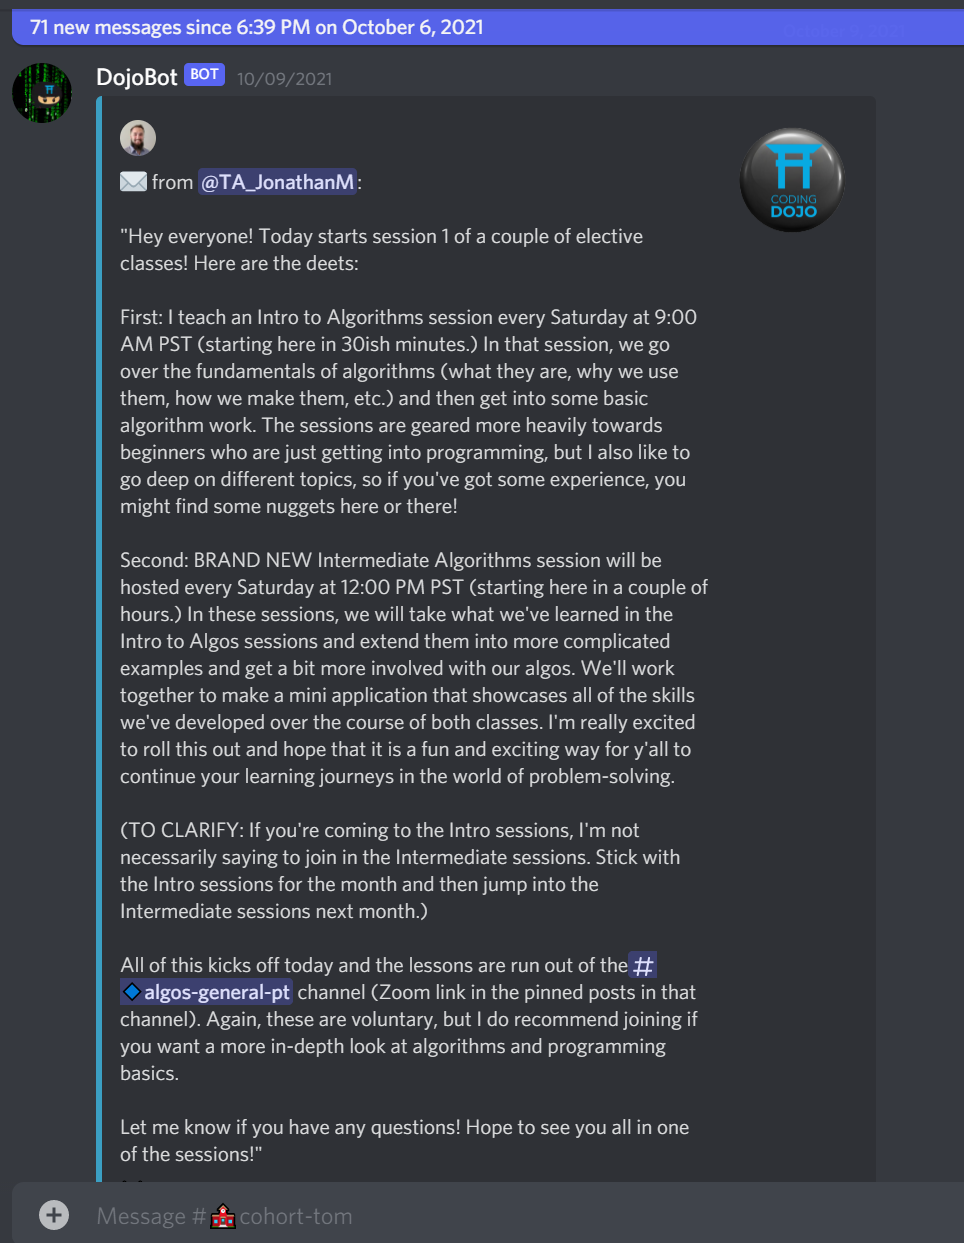 71 new messages since 6:39 PM on October 6, 2021
October 9, 2021
DojoBot BOT 10/09/2021
from @TA_JonathanM:
CODING
DOJO
"Hey everyone! Today starts session 1 of a couple of elective
classes! Here are the deets:
First: I teach an Intro to Algorithms session every Saturday at 9:00
AM PST (starting here in 30ish minutes.) In that session, we go
over the fundamentals of algorithms (what they are, why we use
them, how we make them, etc.) and then get into some basic
algorithm work. The sessions are geared more heavily towards
beginners who are just getting into programming, but I also like to
go deep on different topics, so if you've got some experience, you
might find some nuggets here or there!
Second: BRAND NEW Intermediate Algorithms session will be
hosted every Saturday at 12:00 PM PST (starting here in a couple of
hours.) In these sessions, we will take what we've learned in the
Intro to Algos sessions and extend them into more complicated
examples and get a bit more involved with our algos. We'll work
together to make a mini application that showcases all of the skills
we've developed over the course of both classes. I'm really excited
to roll this out and hope that it is a fun and exciting way for y'all to
continue your learning journeys in the world of problem-solving.
(TO CLARIFY: If you're coming to the Intro sessions, I'm not
necessarily saying to join in the Intermediate sessions. Stick with
the Intro sessions for the month and then jump into the
Intermediate sessions next month.)
All of this kicks off today and the lessons are run out of the #
algos-general-pt channel (Zoom link in the pinned posts in that
channel). Again, these are voluntary, but I do recommend joining if
you want a more in-depth look at algorithms and programming
basics.
Let me know if you have any questions! Hope to see you all in one
of the sessions!"
Message # cohort-tom